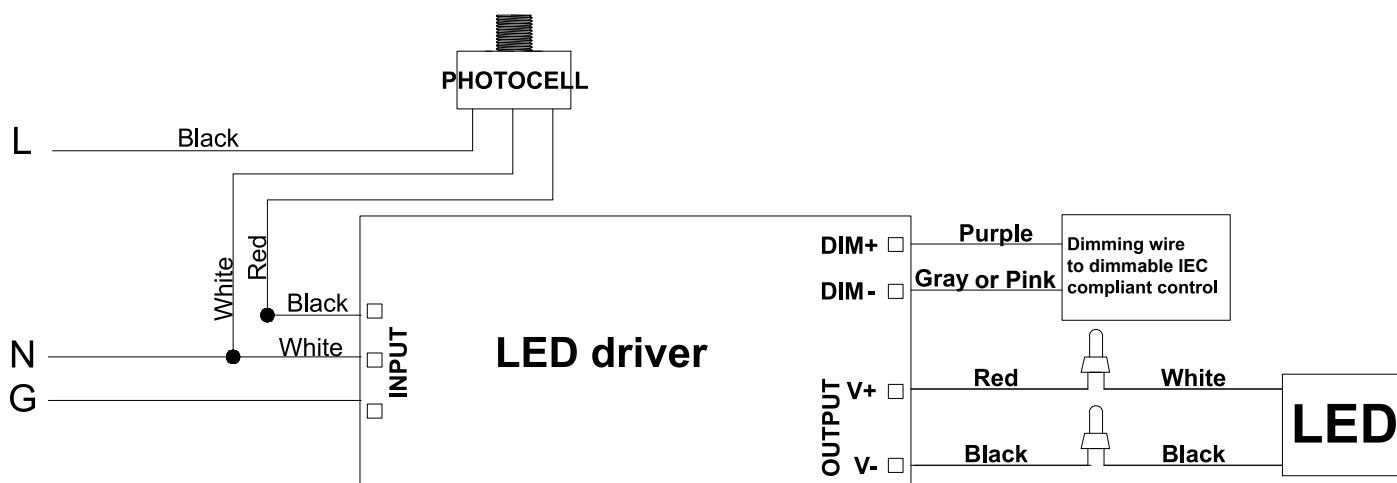 PHOTOCELL
L
Black
White
Red
DIM+
Purple
Dimming wire
to dimmable IEC
compliant control
DIM -
Gray or Pink
Black
N
White
INPUT
LED driver
G
OUTPUT
V+
Red
White
LED
V-
Black
Black